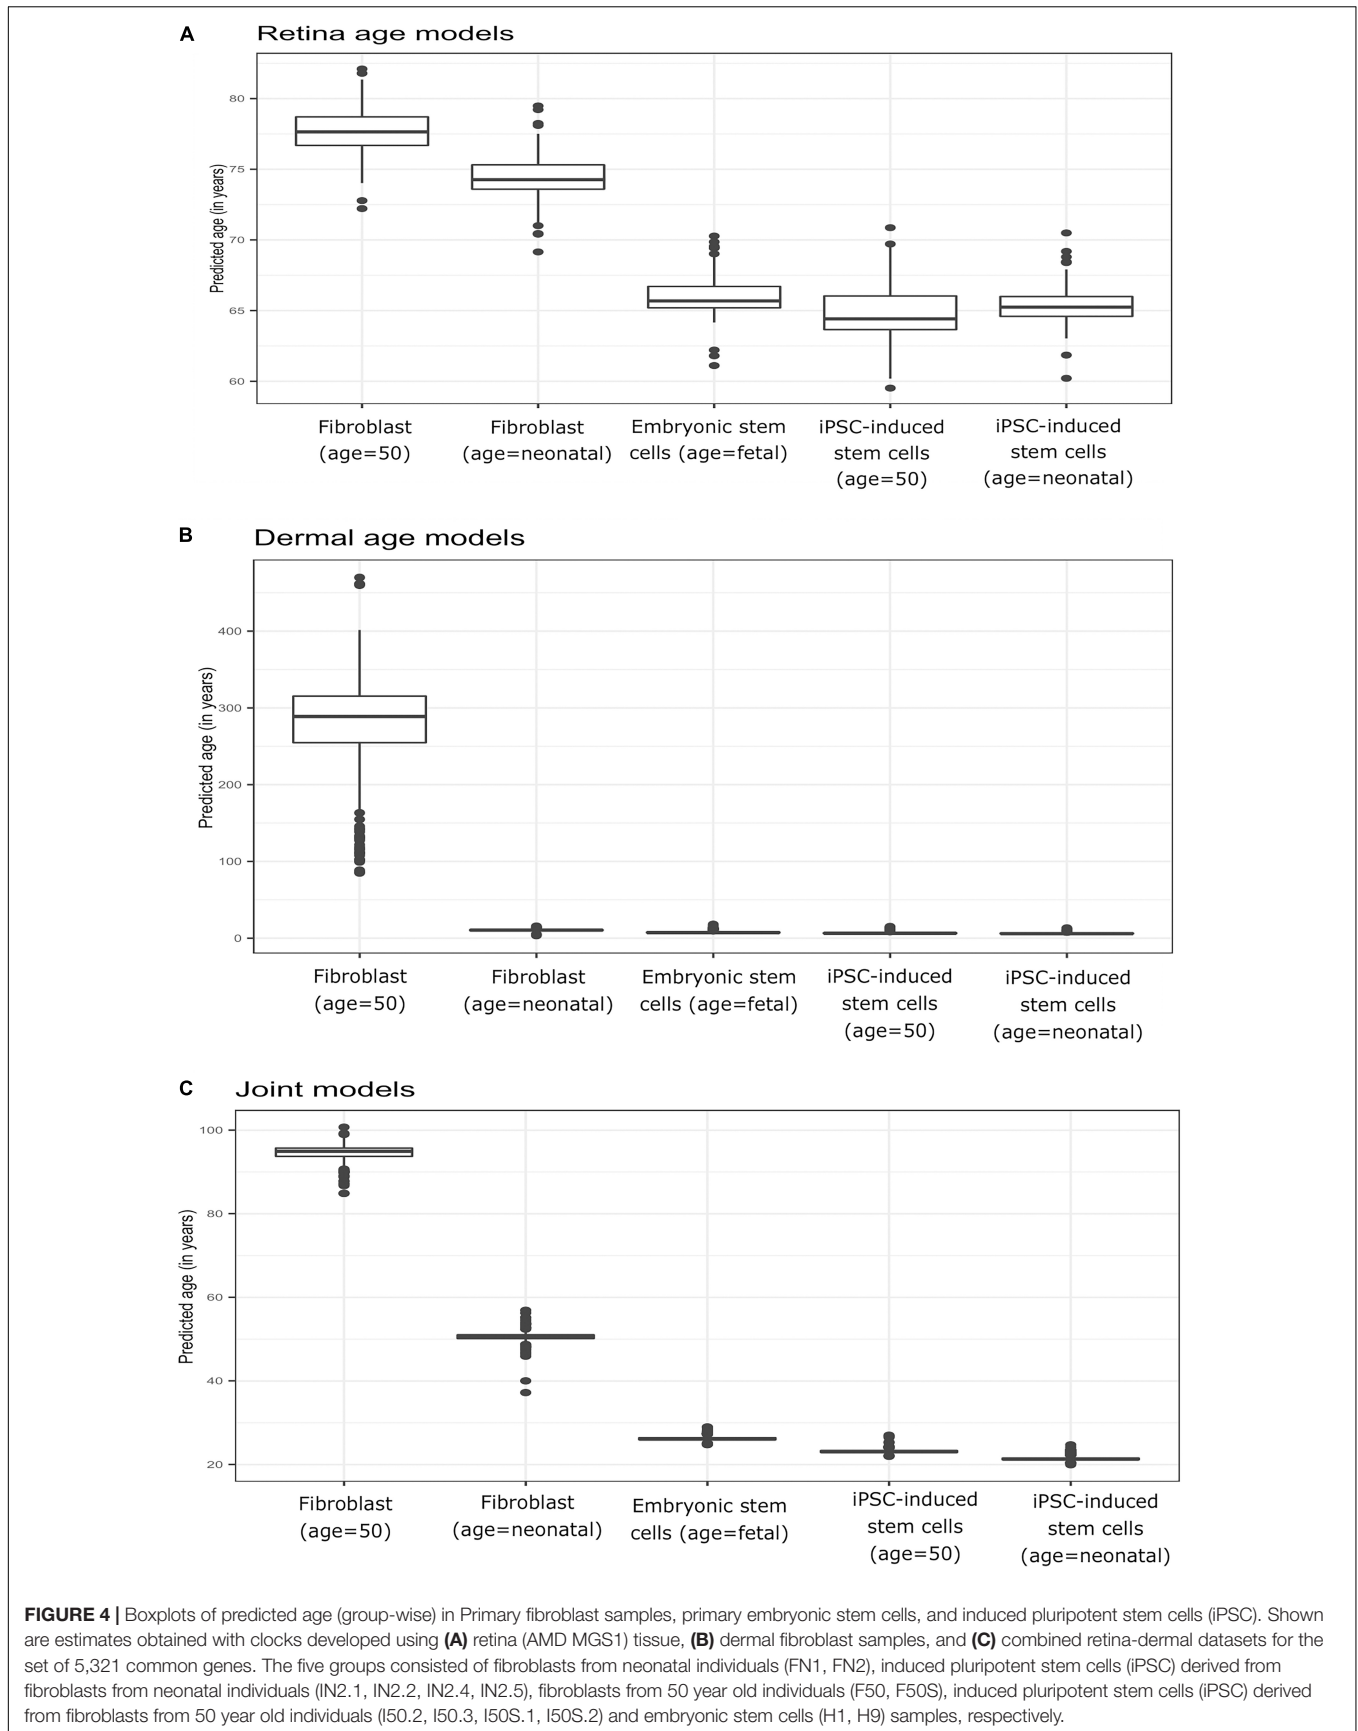 A
Retina age models
Predicted age (in years)
80
75
70
65
60
Fibroblast
(age=50)
Fibroblast
(age=neonatal)
Embryonic stem
cells (age=fetal)
iPSC-induced
stem cells
(age=50)
iPSC-induced
stem cells
(age=neonatal)
B
Dermal age models
Predicted age (in years)
400
300
200
100
0
Fibroblast
(age=50)
Fibroblast
(age=neonatal)
Embryonic stem
cells (age=fetal)
iPSC-induced
stem cells
(age=50)
iPSC-induced
stem cells
(age=neonatal)
C
Joint models
Predicted age (in years)
100
80
60
40
20
Fibroblast
(age=50)
Fibroblast
(age=neonatal)
Embryonic stem
cells (age=fetal)
iPSC-induced
stem cells
(age=50)
iPSC-induced
stem cells
(age=neonatal)
FIGURE 4 | Boxplots of predicted age (group-wise) in Primary fibroblast samples, primary embryonic stem cells, and induced pluripotent stem cells (iPSC). Shown
are estimates obtained with clocks developed using (A) retina (AMD MGS1) tissue, (B) dermal fibroblast samples, and (C) combined retina-dermal datasets for the
set of 5,321 common genes. The five groups consisted of fibroblasts from neonatal individuals (FN1, FN2), induced pluripotent stem cells (iPSC) derived from
fibroblasts from neonatal individuals (IN2.1, IN2.2, IN2.4, IN2.5), fibroblasts from 50 year old individuals (F50, F50S), induced pluripotent stem cells (iPSC) derived
from fibroblasts from 50 year old individuals (I50.2, I50.3, I50S.1, I50S.2) and embryonic stem cells (H1, H9) samples, respectively.